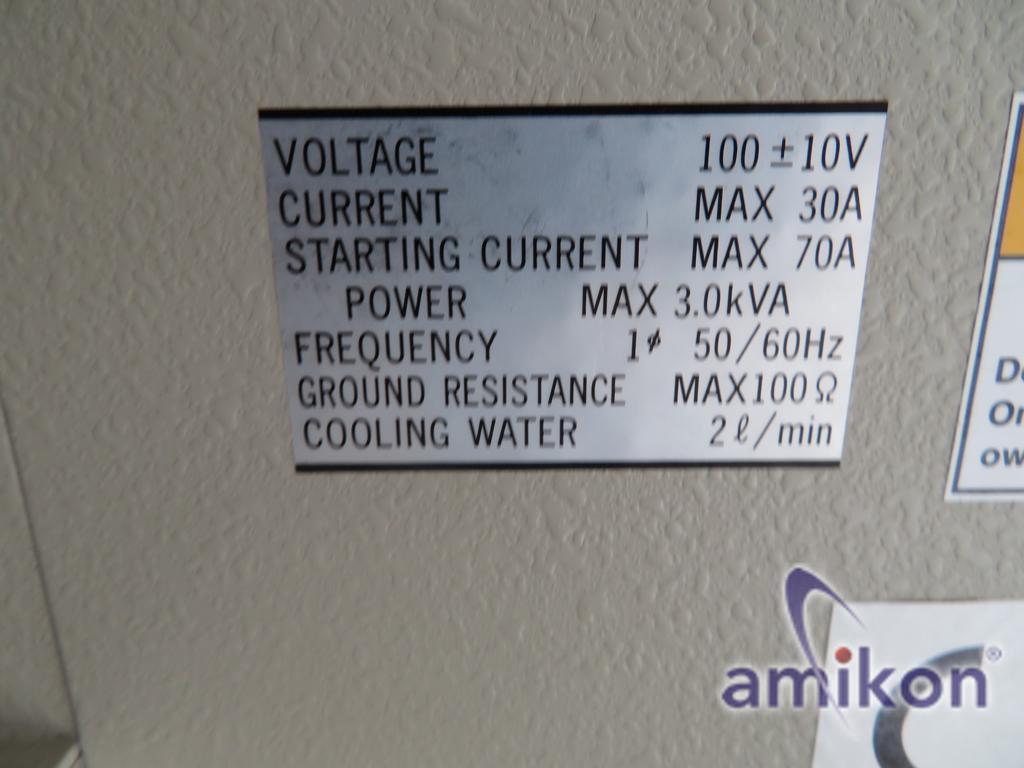 VOLTAGE 100 ± 10V
CURRENT MAX 30A
STARTING CURRENT MAX 70A
POWER MAX 3.0kVA
FREQUENCY 1φ 50/60Hz
GROUND RESISTANCE MAX100Ω
COOLING WATER 2ℓ/min
amikon®